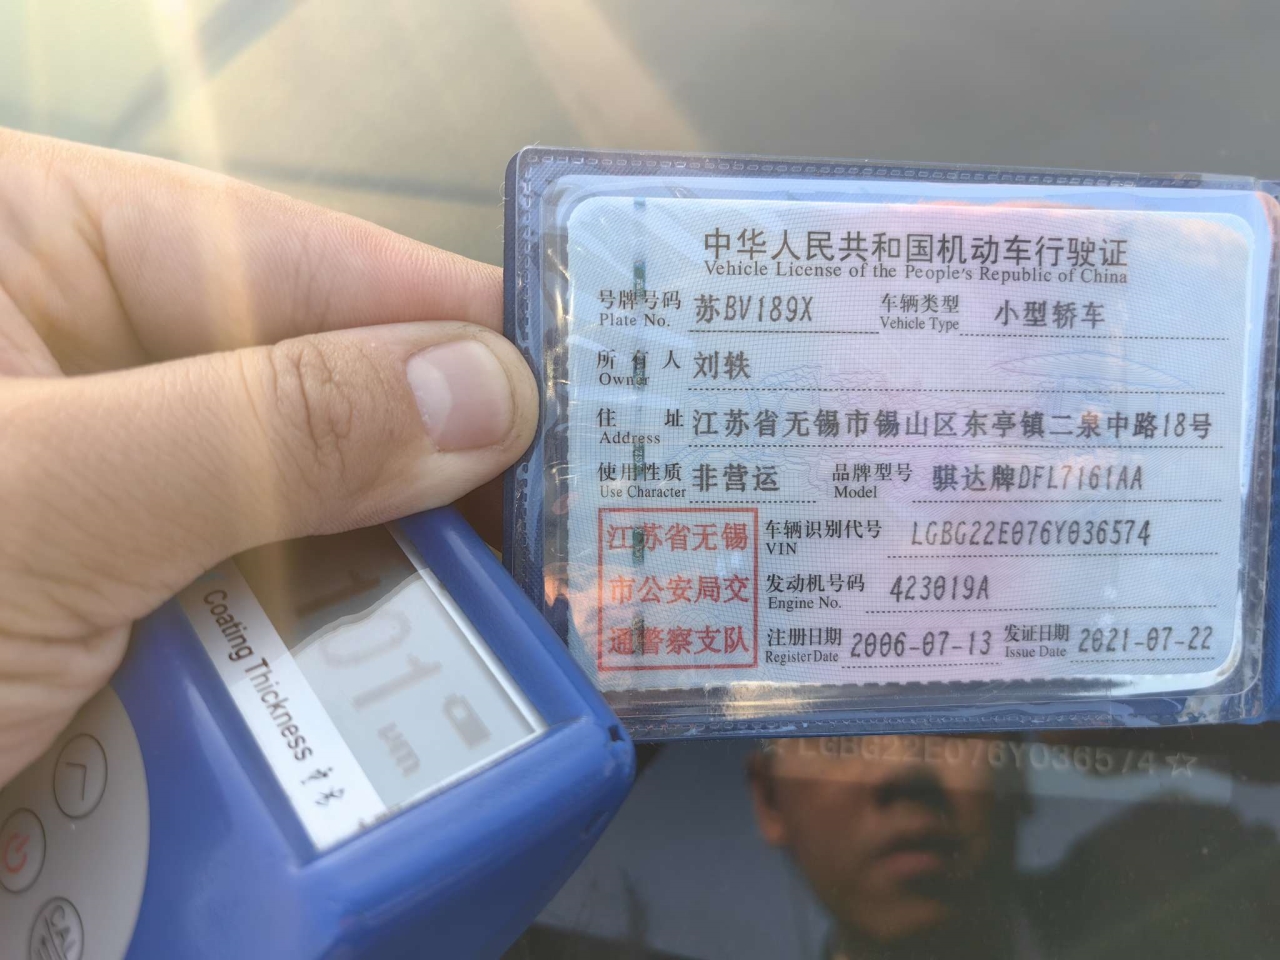 中华人民共和国机动车行驶证
Vehicle License of the People's Republic of China
号牌号码 苏BV189X 车辆类型 小型轿车
Plate No. Vehicle Type
所有人 刘轶
Owner
住址 江苏省无锡市锡山区东亭镇二泉中路18号
Address
使用性质 非营运 品牌型号 骐达牌DFL7161AA
Use Character Model
江苏省无锡
市公安局交
通警察支队
车辆识别代号 LGBG22E076Y036574
VIN
发动机号码 423019A
Engine No.
注册日期 2006-07-13 发证日期 2021-07-22
Register Date Issue Date
LGBG22E076Y036574☆
Coating Thickness
101 μm
CAL